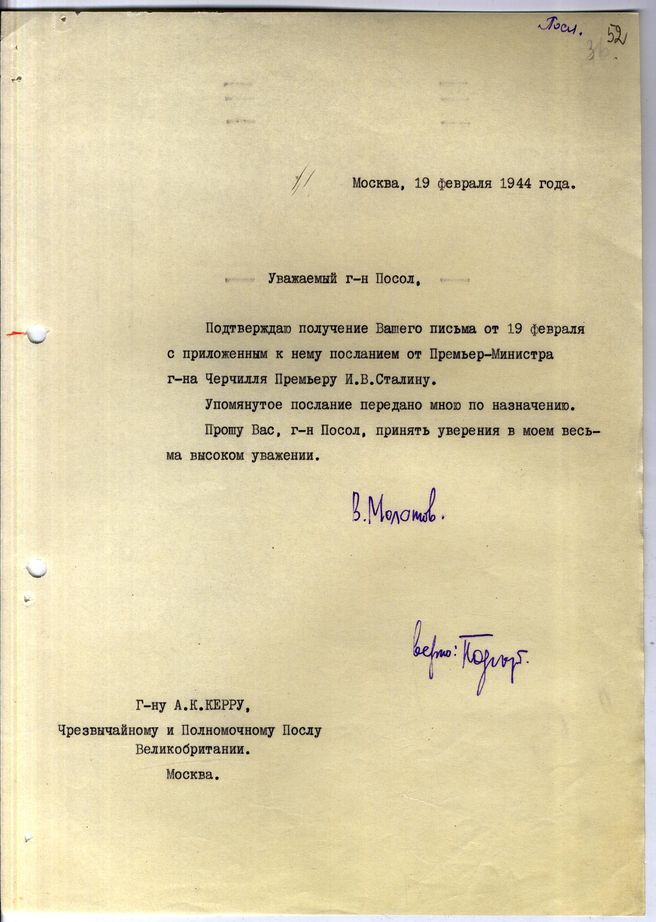 Посл. 52
36.
Москва, 19 февраля 1944 года.
Уважаемый г-н Посол,
Подтверждаю получение Вашего письма от 19 февраля
с приложенным к нему посланием от Премьер-Министра
г-на Черчилля Премьеру И.В.Сталину.
Упомянутое послание передано мною по назначению.
Прошу Вас, г-н Посол, принять уверения в моем весь-
ма высоком уважении.
В.Молотов.
верно:
Г-ну А.К.КЕРРУ,
Чрезвычайному и Полномочному Послу
Великобритании.
Москва.